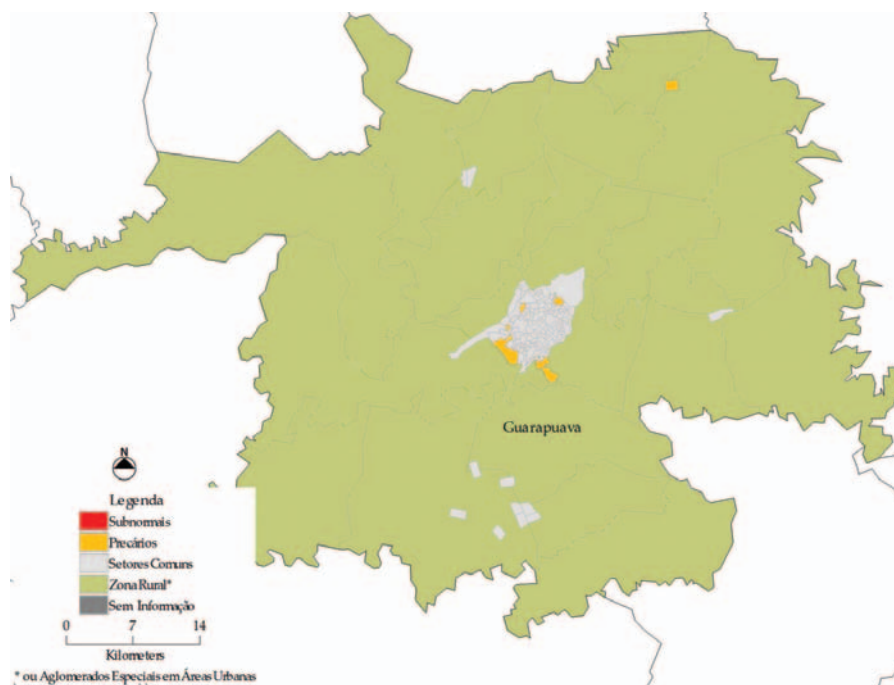 Guarapuava
N
Legenda
Subnormais
Precários
Setores Comuns
Zona Rural*
Sem Informação
0 7 14
Kilometers
* ou Aglomerados Especiais em Áreas Urbanas